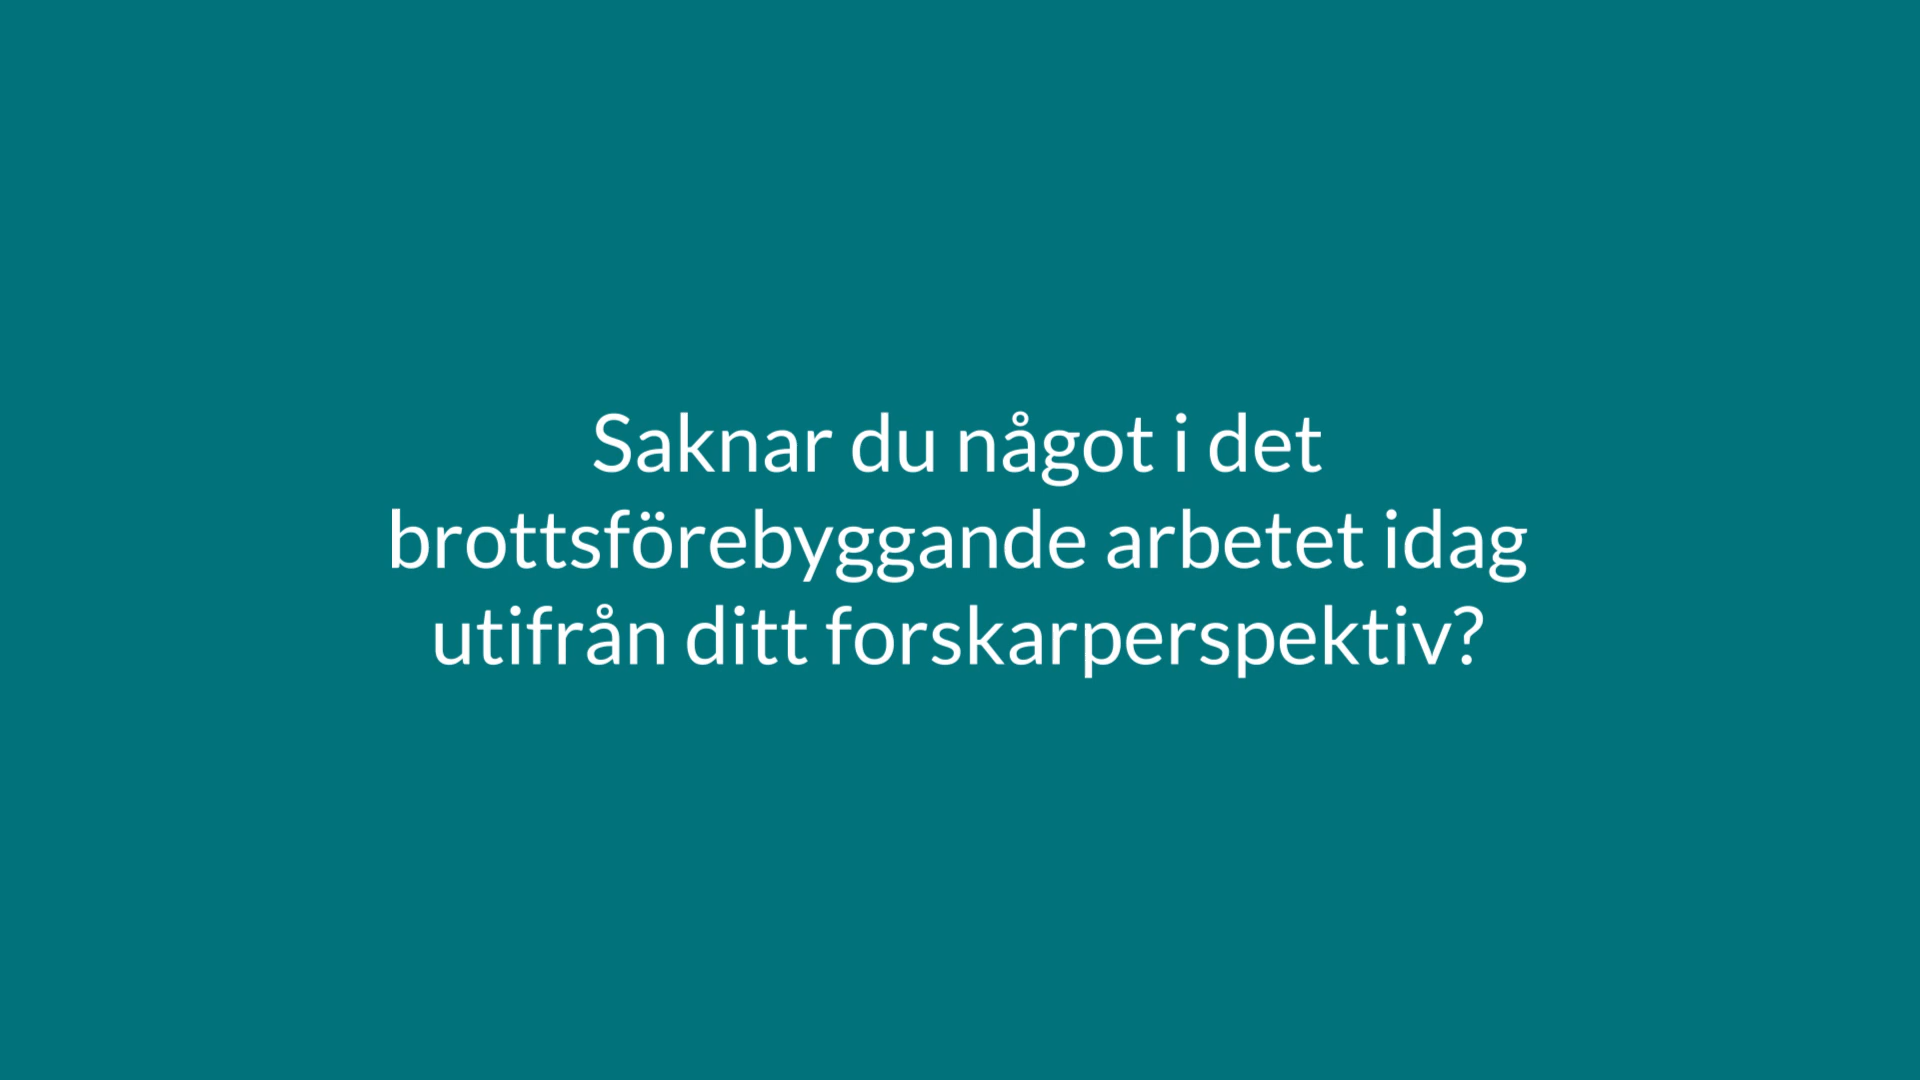 Saknar du något i det
brottsförebyggande arbetet idag
utifrån ditt forskarperspektiv?